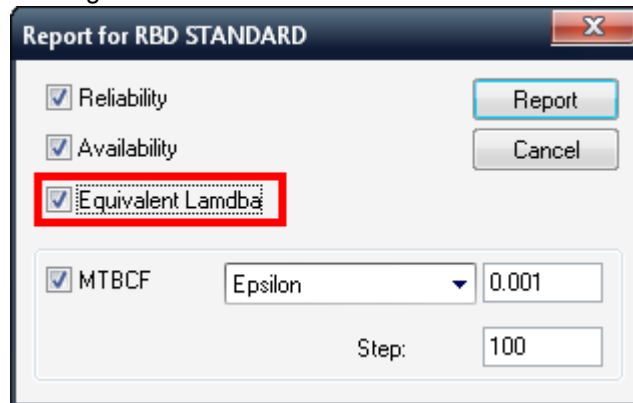 Report for RBD STANDARD
Reliability
Report
Availability
Cancel
Equivalent Lamdba
MTBCF Epsilon 0.001
Step: 100